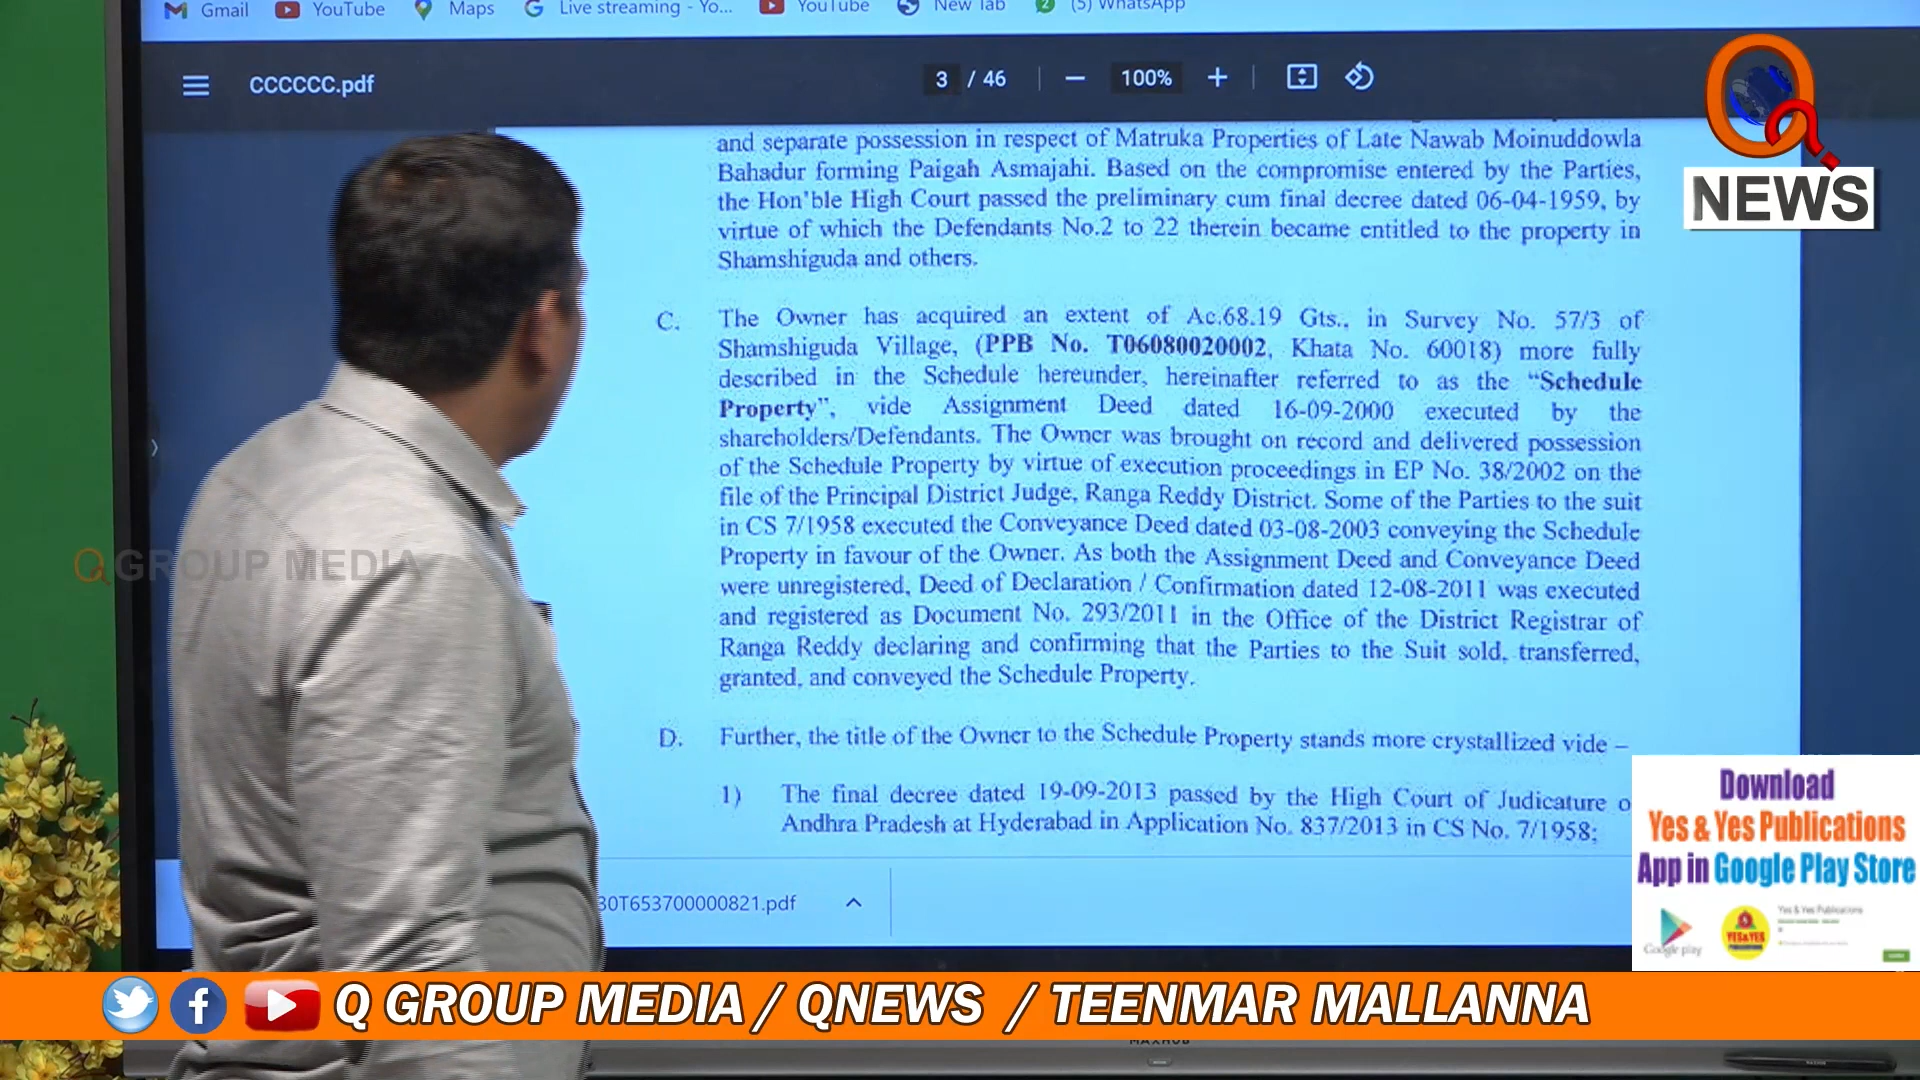 Gmail YouTube Maps Live streaming - Yo... YouTube New Tab (5) WhatsApp
CCCCCC.pdf 3 / 46 100%
and separate possession in respect of Matruka Properties of Late Nawab Moinuddowla
Bahadur forming Paigah Asmajahi. Based on the compromise entered by the Parties,
the Hon'ble High Court passed the preliminary cum final decree dated 06-04-1959, by
virtue of which the Defendants No.2 to 22 therein became entitled to the property in
Shamshiguda and others.
C. The Owner has acquired an extent of Ac.68.19 Gts., in Survey No. 57/3 of
Shamshiguda Village, (PPB No. T06080020002, Khata No. 60018) more fully
described in the Schedule hereunder, hereinafter referred to as the “Schedule
Property”, vide Assignment Deed dated 16-09-2000 executed by the
shareholders/Defendants. The Owner was brought on record and delivered possession
of the Schedule Property by virtue of execution proceedings in EP No. 38/2002 on the
file of the Principal District Judge, Ranga Reddy District. Some of the Parties to the suit
in CS 7/1958 executed the Conveyance Deed dated 03-08-2003 conveying the Schedule
Property in favour of the Owner. As both the Assignment Deed and Conveyance Deed
were unregistered, Deed of Declaration / Confirmation dated 12-08-2011 was executed
and registered as Document No. 293/2011 in the Office of the District Registrar of
Ranga Reddy declaring and confirming that the Parties to the Suit sold, transferred,
granted, and conveyed the Schedule Property.
D. Further, the title of the Owner to the Schedule Property stands more crystallized vide –
1) The final decree dated 19-09-2013 passed by the High Court of Judicature o
Andhra Pradesh at Hyderabad in Application No. 837/2013 in CS No. 7/1958;
30T653700000821.pdf
Q
NEWS
Q GROUP MEDIA
Download
Yes & Yes Publications
App in Google Play Store
Google play
YES&YES
Yes & Yes Publications
Q GROUP MEDIA / QNEWS / TEENMAR MALLANNA
MAXHUB